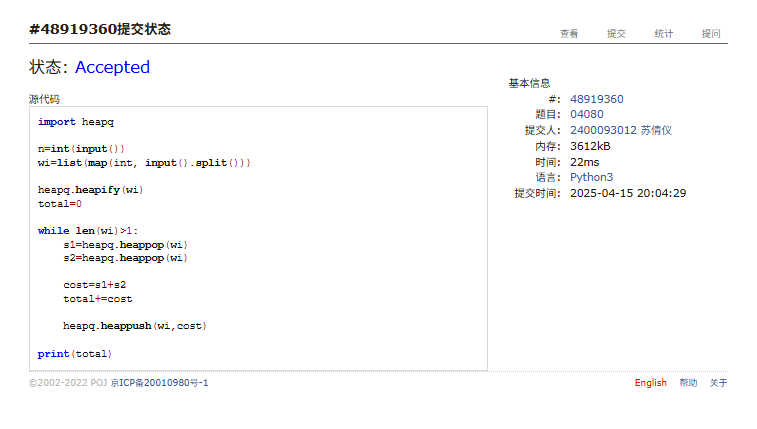 #48919360提交状态
查看 提交 统计 提问
状态: Accepted
源代码
import heapq
n=int(input())
wi=list(map(int, input().split()))
heapq.heapify(wi)
total=0
while len(wi)>1:
    s1=heapq.heappop(wi)
    s2=heapq.heappop(wi)
    cost=s1+s2
    total+=cost
    heapq.heappush(wi,cost)
print(total)
基本信息
#: 48919360
题目: 04080
提交人: 2400093012 苏倩仪
内存: 3612kB
时间: 22ms
语言: Python3
提交时间: 2025-04-15 20:04:29
©2002-2022 POJ 京ICP备20010980号-1
English 帮助 关于